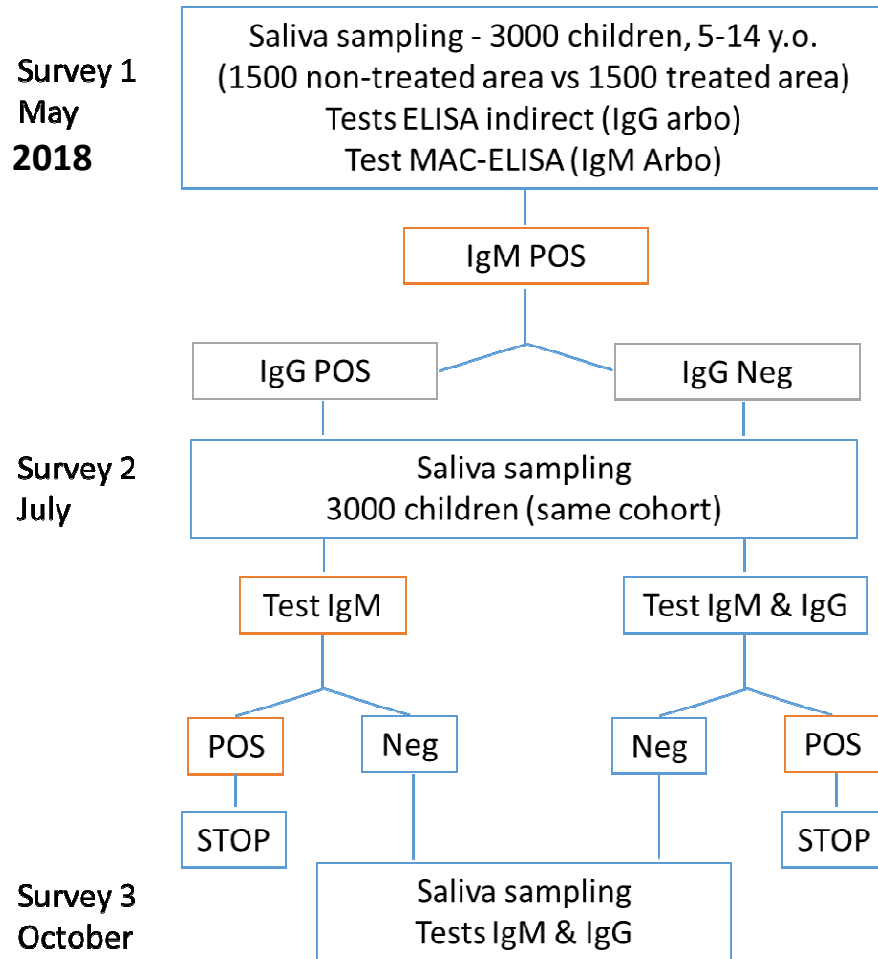 Survey 1
May
2018
Saliva sampling - 3000 children, 5-14 y.o.
(1500 non-treated area vs 1500 treated area)
Tests ELISA indirect (IgG arbo)
Test MAC-ELISA (IgM Arbo)
IgM POS
IgG POS
IgG Neg
Survey 2
July
Saliva sampling
3000 children (same cohort)
Test IgM
Test IgM & IgG
POS
Neg
Neg
POS
STOP
STOP
Survey 3
October
Saliva sampling
Tests IgM & IgG